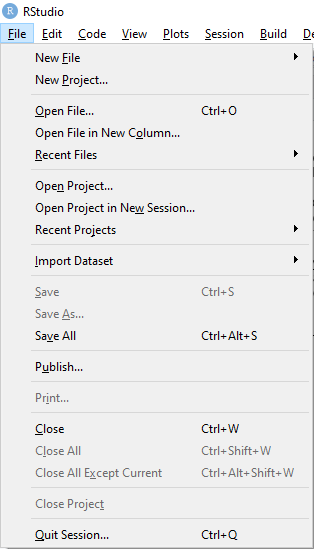 R RStudio
File Edit Code View Plots Session Build De
New File
New Project...
Open File... Ctrl+O
Open File in New Column...
Recent Files
Open Project...
Open Project in New Session...
Recent Projects
Import Dataset
Save Ctrl+S
Save As...
Save All Ctrl+Alt+S
Publish...
Print...
Close Ctrl+W
Close All Ctrl+Shift+W
Close All Except Current Ctrl+Alt+Shift+W
Close Project
Quit Session... Ctrl+Q